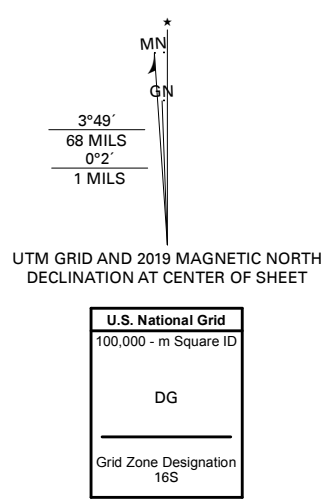 ★
MN
GN
3°49´
68 MILS
0°2´
1 MILS
UTM GRID AND 2019 MAGNETIC NORTH
DECLINATION AT CENTER OF SHEET
U.S. National Grid
100,000 - m Square ID
DG
Grid Zone Designation
16S